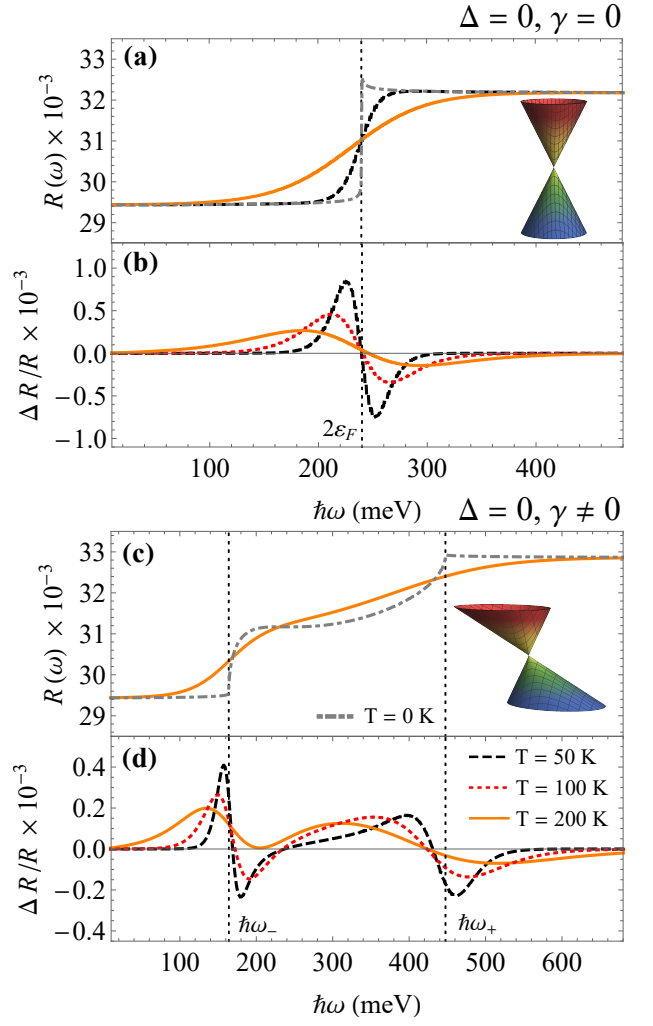 Δ = 0, γ = 0
(a)
R(ω) × 10⁻³
33
32
31
30
29
(b)
ΔR/R × 10⁻³
1.0
0.5
0.0
−0.5
−1.0
2εF
100 200 300 400
ħω (meV)
Δ = 0, γ ≠ 0
(c)
R(ω) × 10⁻³
33
32
31
30
29
T = 0 K
(d)
ΔR/R × 10⁻³
0.4
0.2
0.0
−0.2
−0.4
T = 50 K
T = 100 K
T = 200 K
ħω₋
ħω₊
100 200 300 400 500 600
ħω (meV)